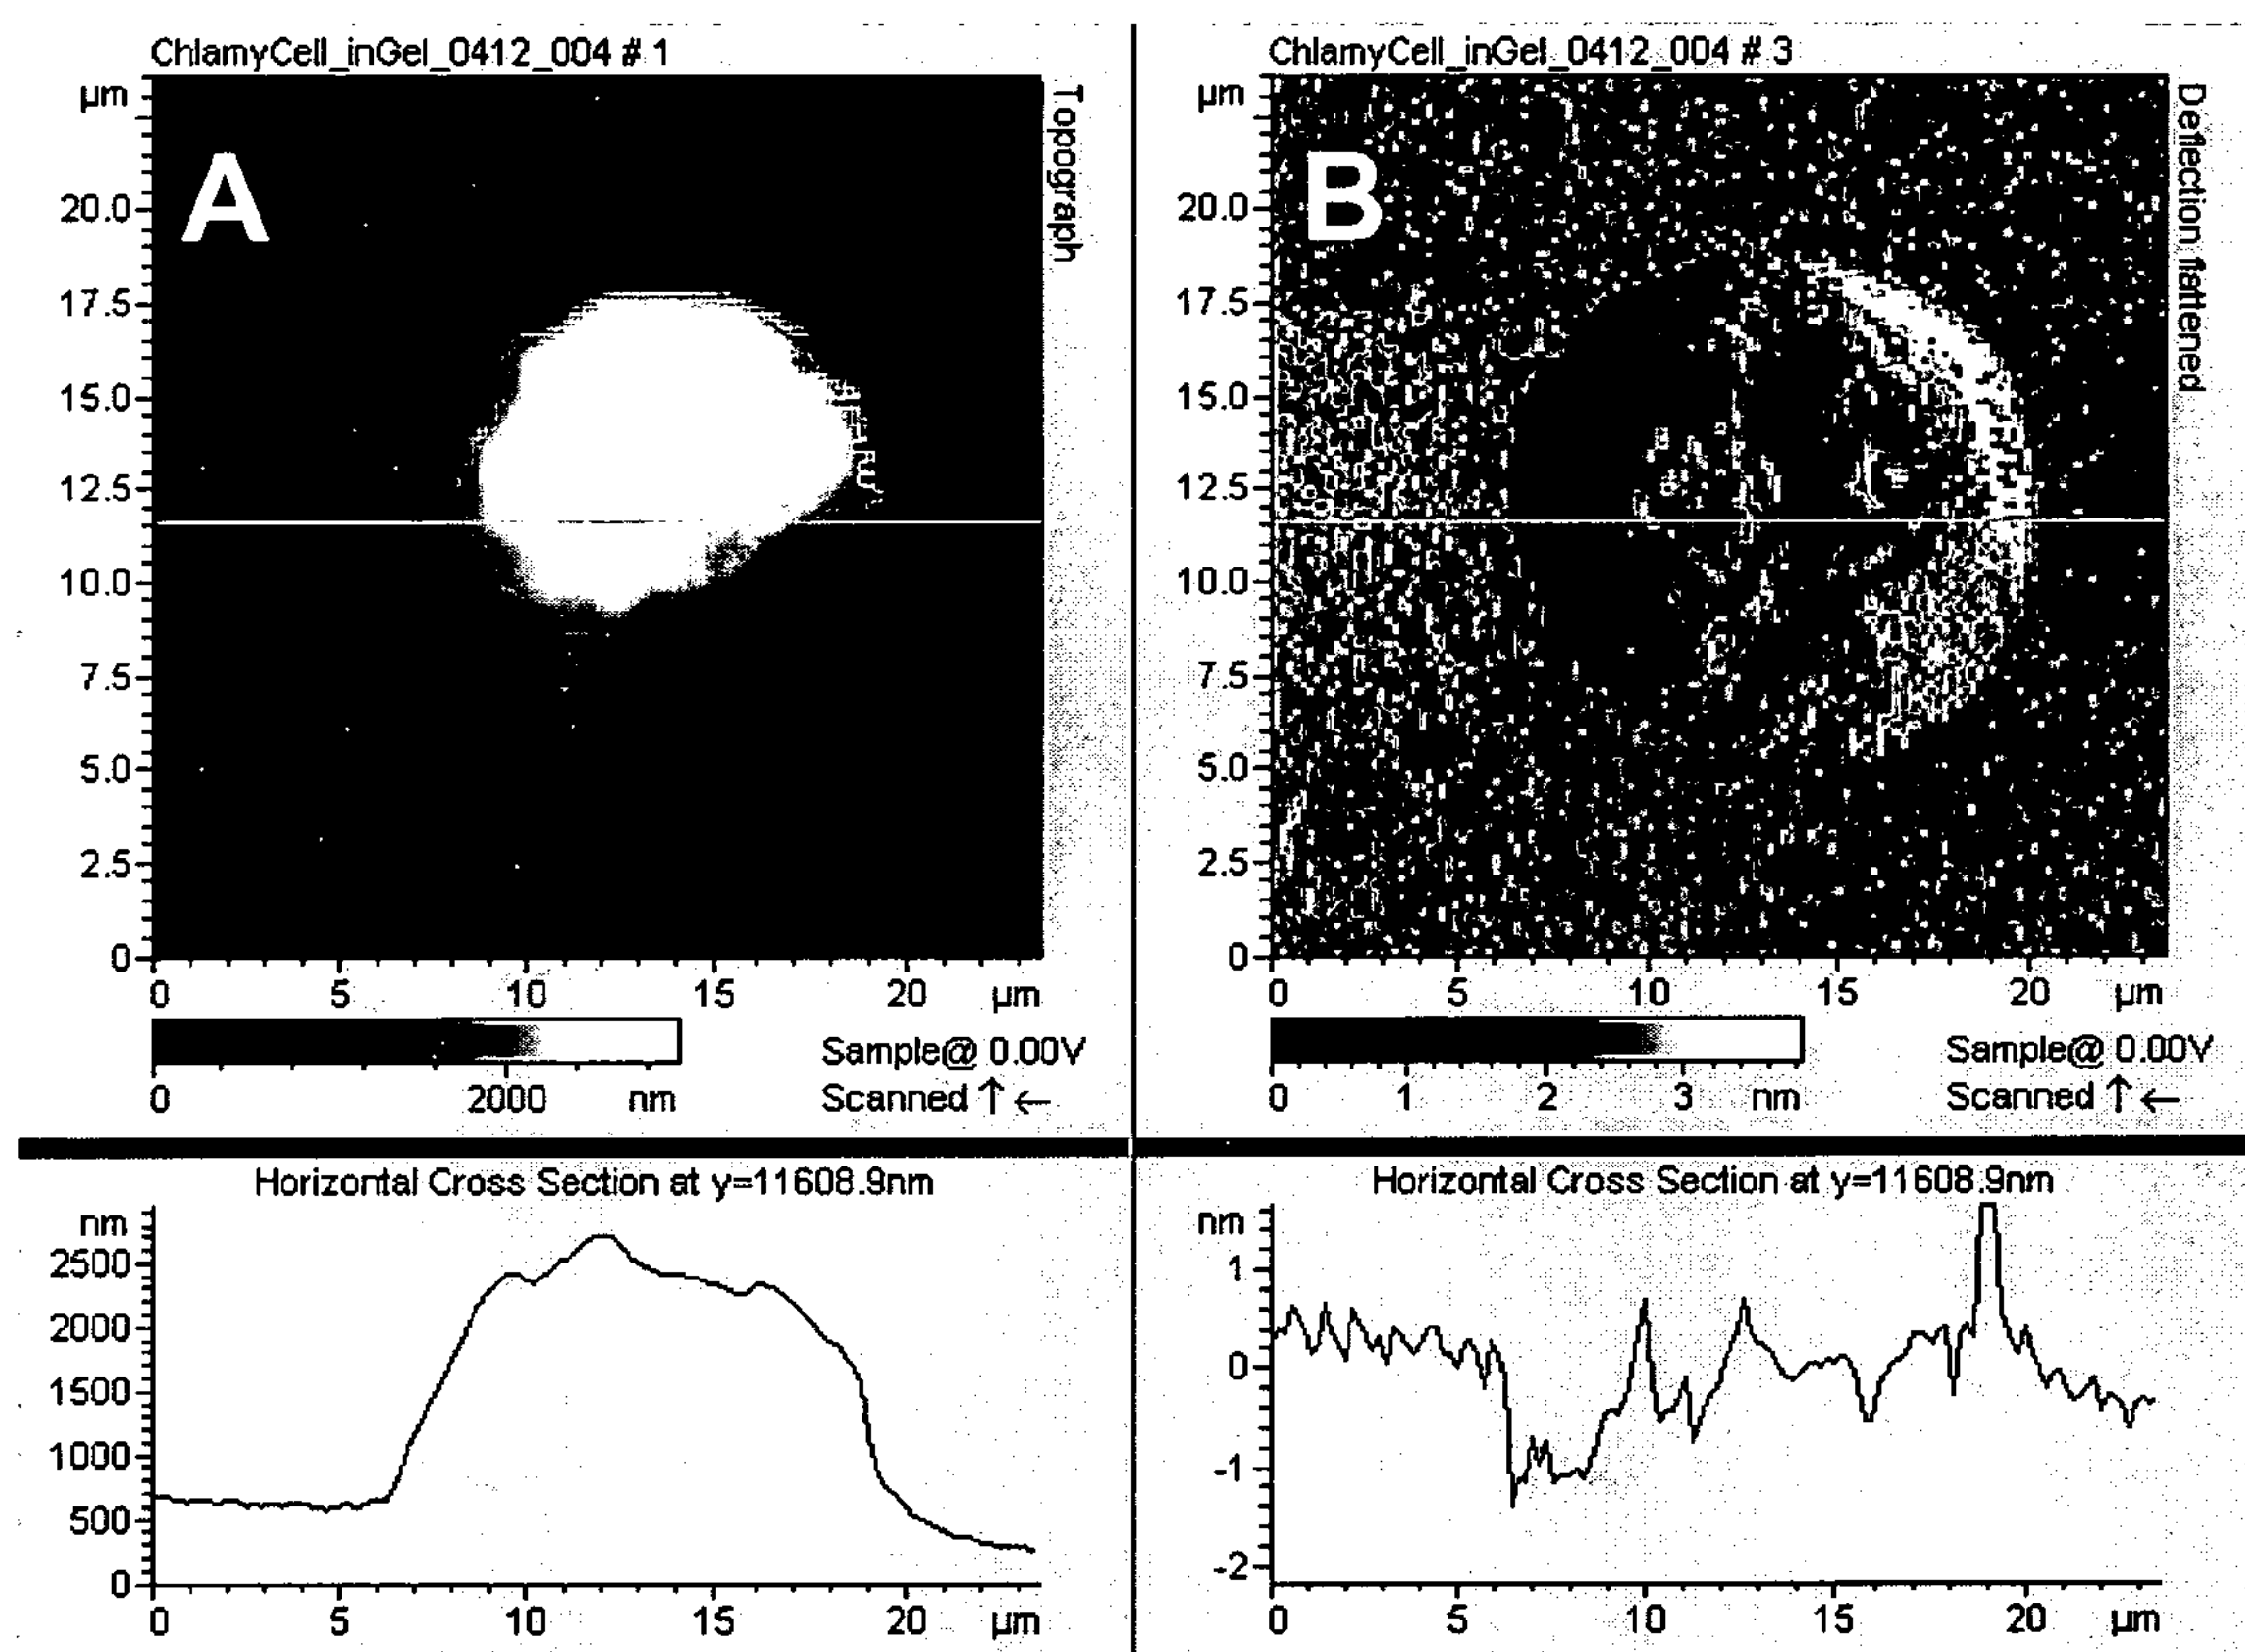 ChlamyCell_inGel_0412_004 # 1
µm
A
Topograph
20.0
17.5
15.0
12.5
10.0
7.5
5.0
2.5
0
0 5 10 15 20 µm
0 2000 nm
Sample@ 0.00V
Scanned ↑ ←
ChlamyCell_inGel_0412_004 # 3
µm
B
Deflection flattened
20.0
17.5
15.0
12.5
10.0
7.5
5.0
2.5
0
0 5 10 15 20 µm
0 1 2 3 nm
Sample@ 0.00V
Scanned ↑ ←
Horizontal Cross Section at y=11608.9nm
nm
2500
2000
1500
1000
500
0
0 5 10 15 20 µm
Horizontal Cross Section at y=11608.9nm
nm
1
0
-1
-2
0 5 10 15 20 µm